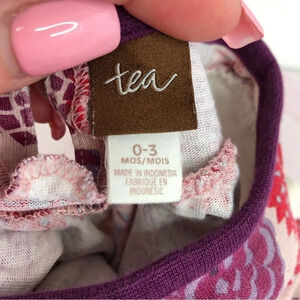 tea
0-3
MOS/MOIS
MADE IN INDONESIA
FABRIQUÉ EN
INDONÉSIE